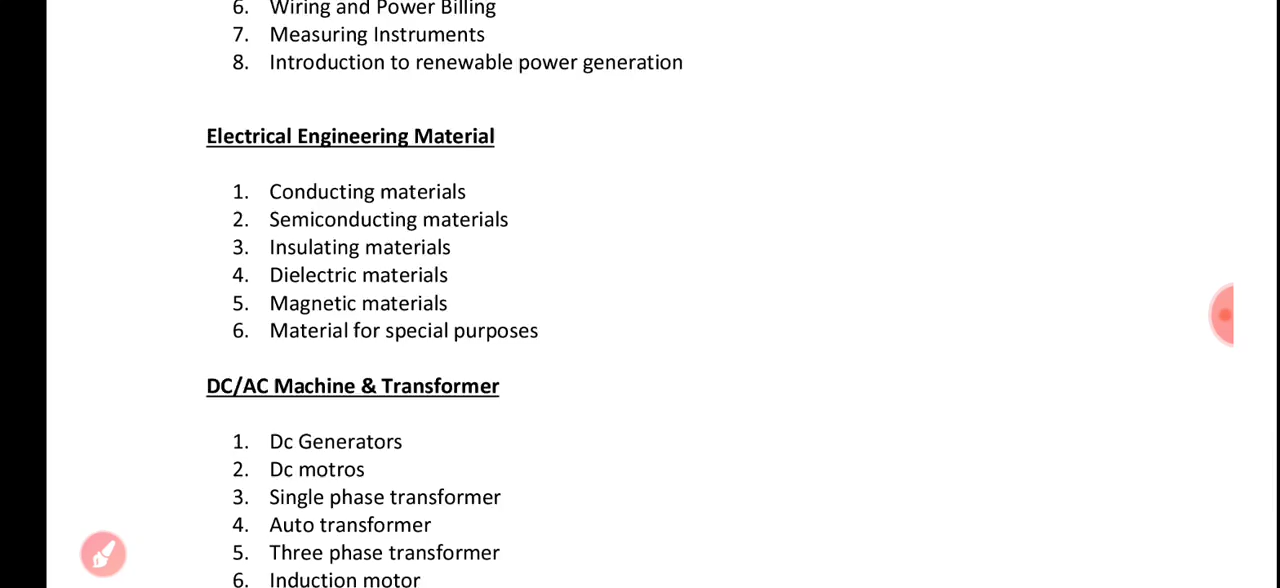 6. Wiring and Power Billing
7. Measuring Instruments
8. Introduction to renewable power generation
Electrical Engineering Material
1. Conducting materials
2. Semiconducting materials
3. Insulating materials
4. Dielectric materials
5. Magnetic materials
6. Material for special purposes
DC/AC Machine & Transformer
1. Dc Generators
2. Dc motros
3. Single phase transformer
4. Auto transformer
5. Three phase transformer
6. Induction motor